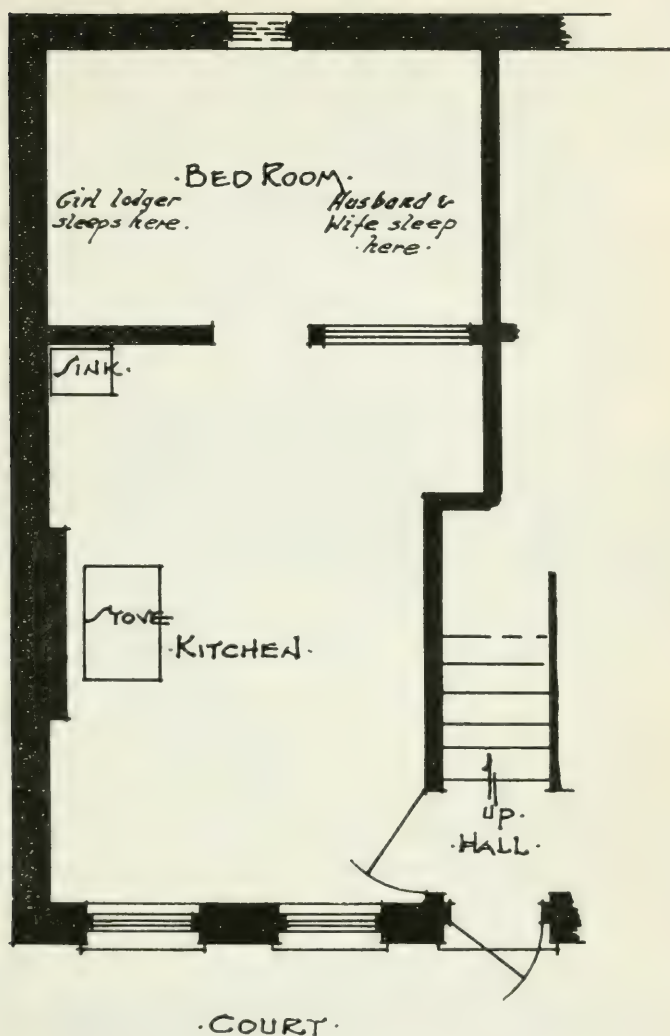 ·BED ROOM·
Girl lodger
sleeps here.
Husband &
Wife sleep
·here·
SINK·
STOVE
·KITCHEN·
UP·
·HALL·
·COURT·